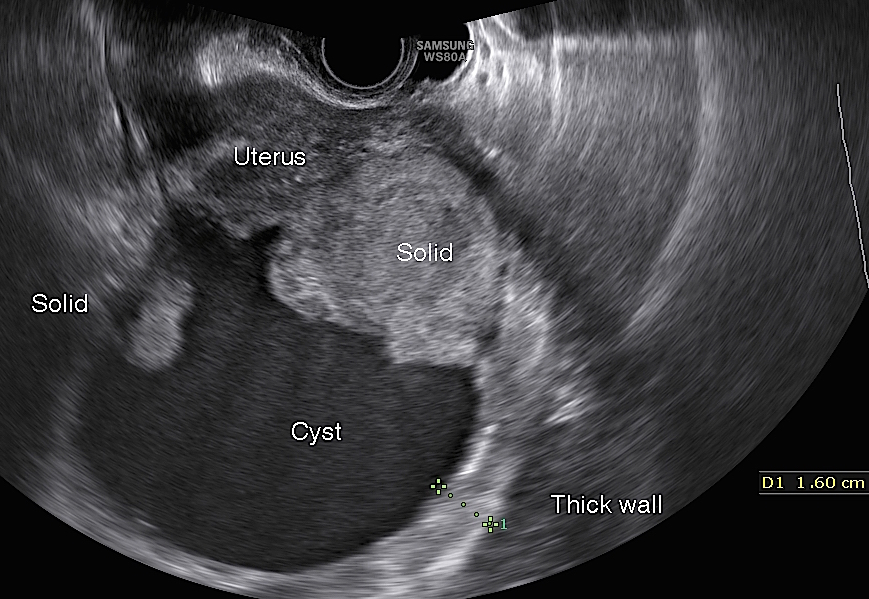 SAMSUNG
WS80A
Uterus
Solid
Solid
Cyst
D1 1.60 cm
Thick wall
1